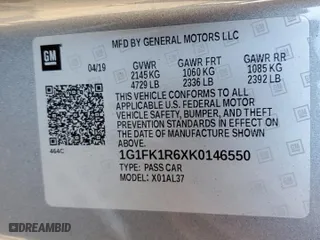 GM
MFD BY GENERAL MOTORS LLC
04/19
GVWR GAWR FRT GAWR RR
2145 KG 1060 KG 1085 KG
4729 LB 2336 LB 2392 LB
THIS VEHICLE CONFORMS TO ALL
APPLICABLE U.S. FEDERAL MOTOR
VEHICLE SAFETY, BUMPER, AND THEFT
PREVENTION STANDARDS IN EFFECT ON
THE DATE OF MANUFACTURE SHOWN
ABOVE.
464C
1G1FK1R6XK0146550
TYPE: PASS CAR
MODEL: X01AL37
DREAMBID